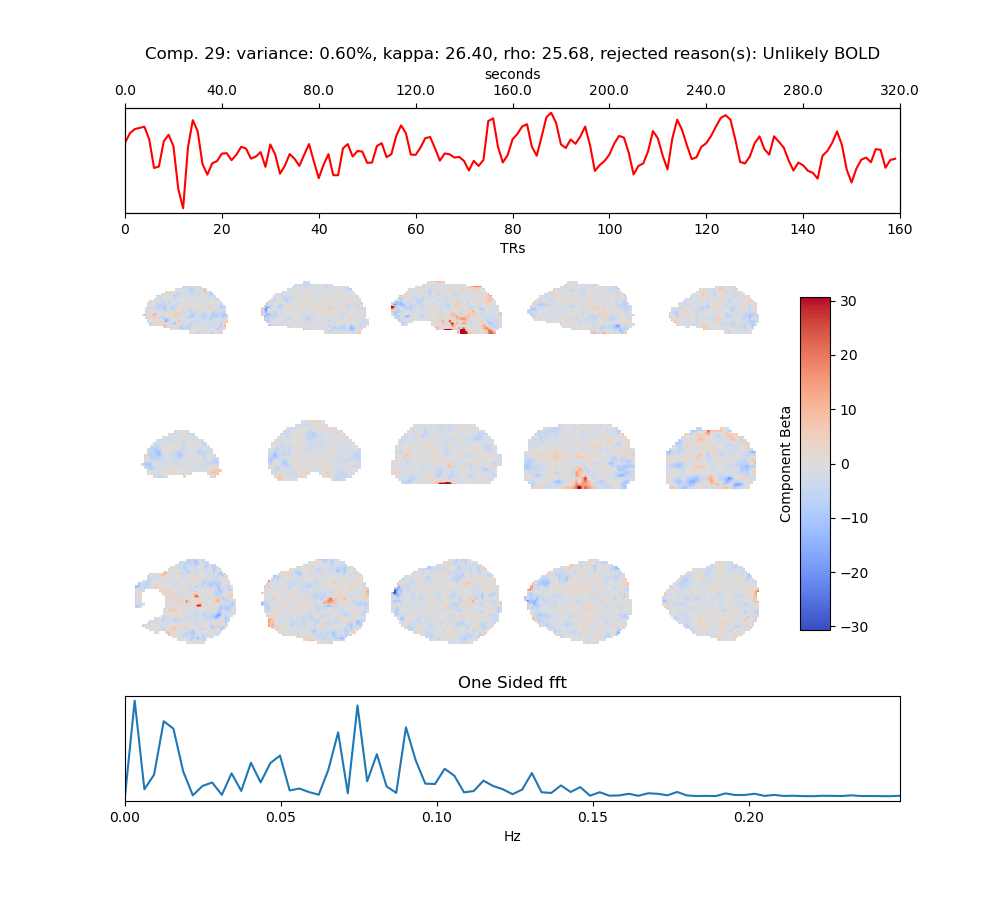 Comp. 29: variance: 0.60%, kappa: 26.40, rho: 25.68, rejected reason(s): Unlikely BOLD
seconds
0.0 40.0 80.0 120.0 160.0 200.0 240.0 280.0 320.0
0 20 40 60 80 100 120 140 160
TRs
30
20
10
0
−10
−20
−30
Component Beta
One Sided fft
0.00 0.05 0.10 0.15 0.20
Hz